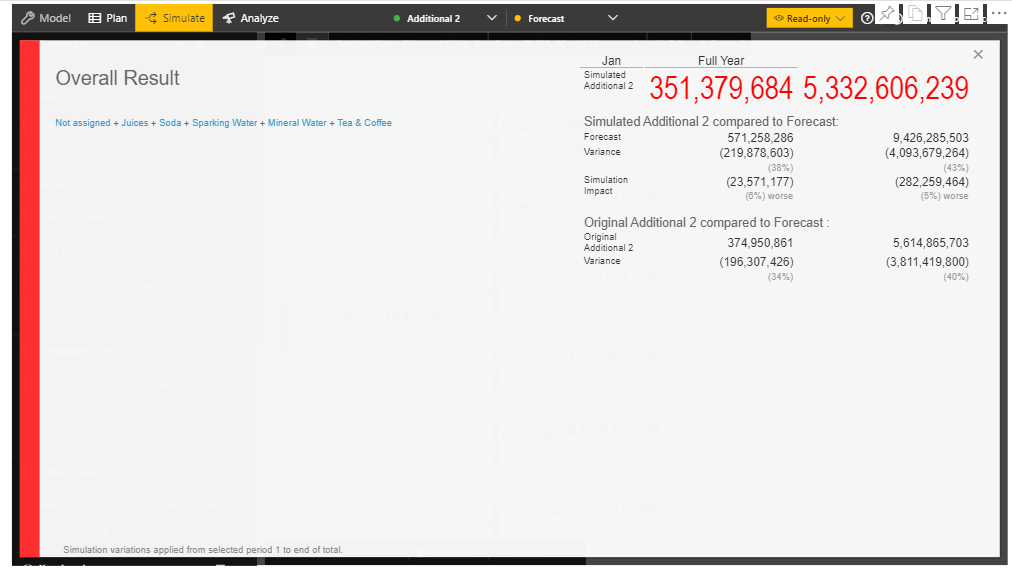 Model Plan Simulate Analyze Additional 2 Forecast Read-only
Overall Result
Not assigned + Juices + Soda + Sparking Water + Mineral Water + Tea & Coffee
Jan Full Year
Simulated
Additional 2
351,379,684 5,332,606,239
Simulated Additional 2 compared to Forecast:
Forecast 571,258,286 9,426,285,503
Variance (219,878,603) (4,093,679,264)
(38%) (43%)
Simulation
Impact
(23,571,177) (282,259,464)
(6%) worse (5%) worse
Original Additional 2 compared to Forecast :
Original
Additional 2
374,950,861 5,614,865,703
Variance (196,307,426) (3,811,419,800)
(34%) (40%)
Simulation variations applied from selected period 1 to end of total.